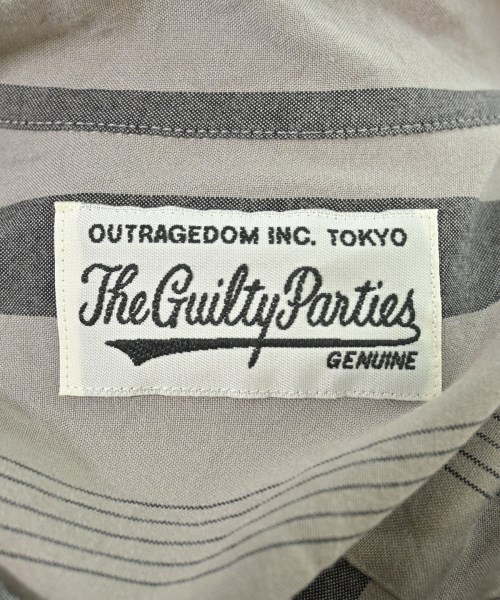 OUTRAGEDOM INC. TOKYO
The Guilty Parties
GENUINE